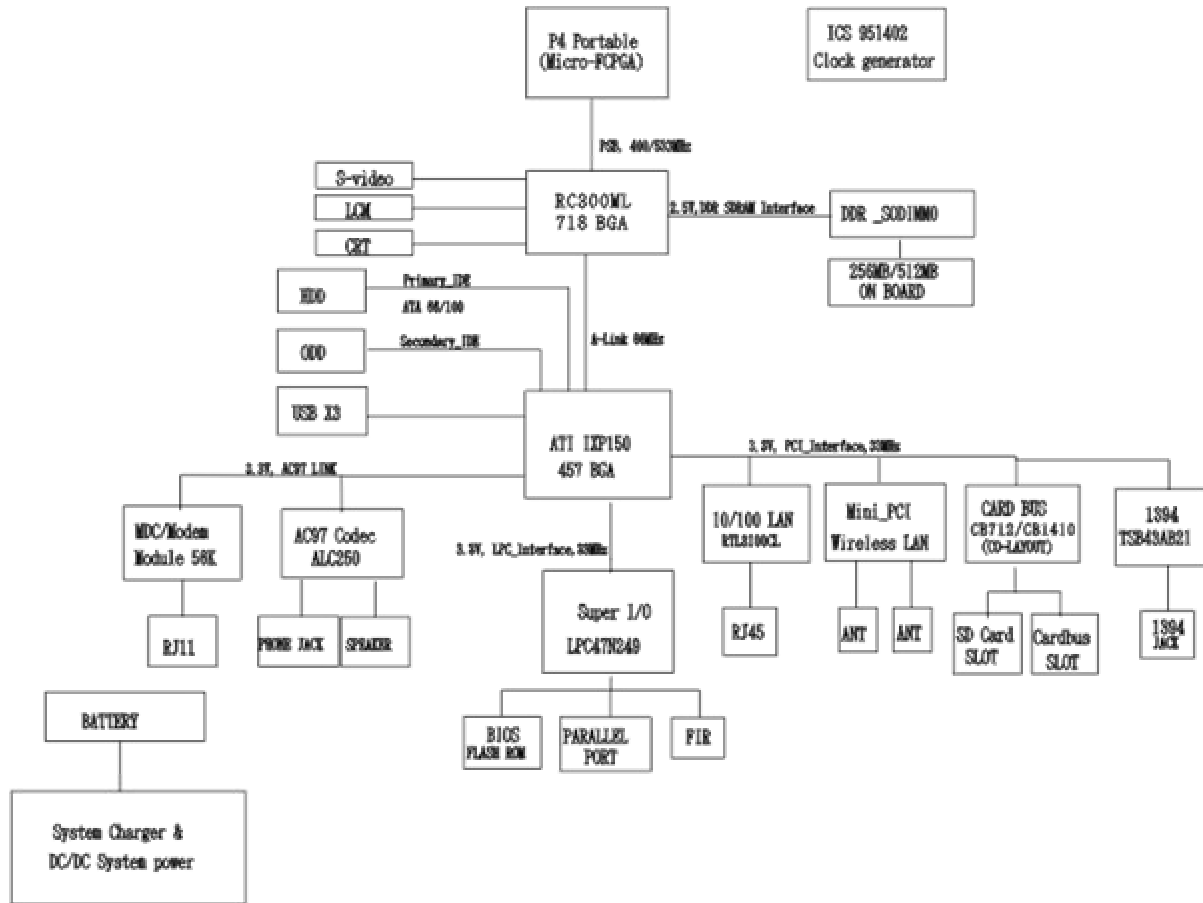 P4 Portable
(Micro-FCPGA)
ICS 951402
Clock generator
PSB, 400/533MHz
S-video
LCM
CRT
RC300ML
718 BGA
2.5V,DDR SDRAM Interface
DDR _SODIMM0
256MB/512MB
ON BOARD
HDD
Primary_IDE
ATA 66/100
ODD
Secondary_IDE
A-Link 66MHz
USB X3
ATI IXP150
457 BGA
3.3V, AC97 LINK
3.3V, PCI_Interface,33MHz
MDC/Modem
Module 56K
AC97 Codec
ALC250
3.3V, LPC_Interface,33MHz
10/100 LAN
RTL8100CL
Mini_PCI
Wireless LAN
CARD BUS
CB712/CB1410
(CO-LAYOUT)
1394
TSB43AB21
RJ11
PHONE JACK
SPEAKER
Super I/O
LPC47N249
RJ45
ANT
ANT
SD Card
SLOT
Cardbus
SLOT
1394
JACK
BATTERY
BIOS
FLASH ROM
PARALLEL
PORT
FIR
System Charger &
DC/DC System power